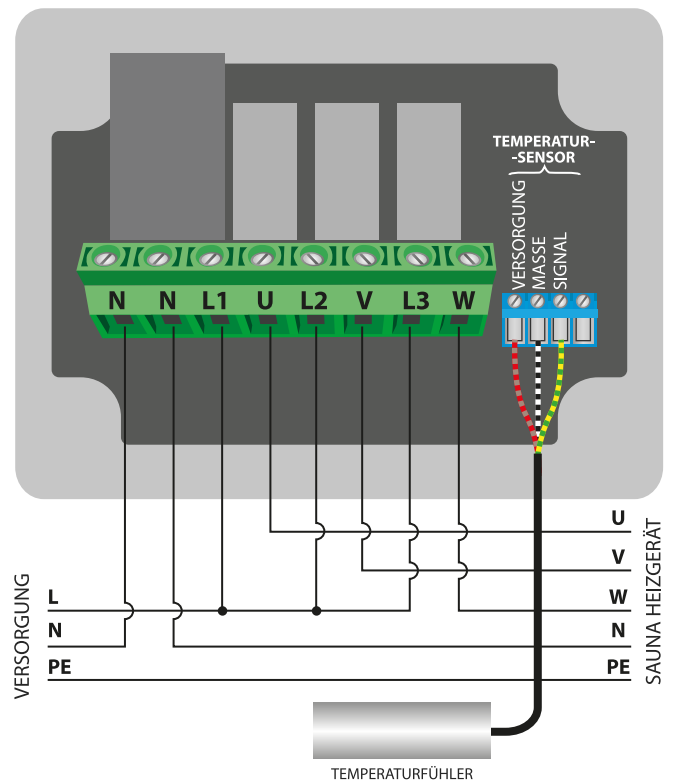 TEMPERATUR-
-SENSOR
VERSORGUNG
MASSE
SIGNAL
N N L1 U L2 V L3 W
U
V
L W
N N
PE PE
VERSORGUNG
SAUNA HEIZGERÄT
TEMPERATURFÜHLER